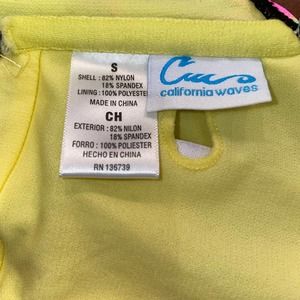 S
SHELL : 82% NYLON
18% SPANDEX
LINING : 100% POLYESTER
MADE IN CHINA
CH
EXTERIOR : 82% NILON
18% SPANDEX
FORRO : 100% POLIESTER
HECHO EN CHINA
RN 136739
california waves